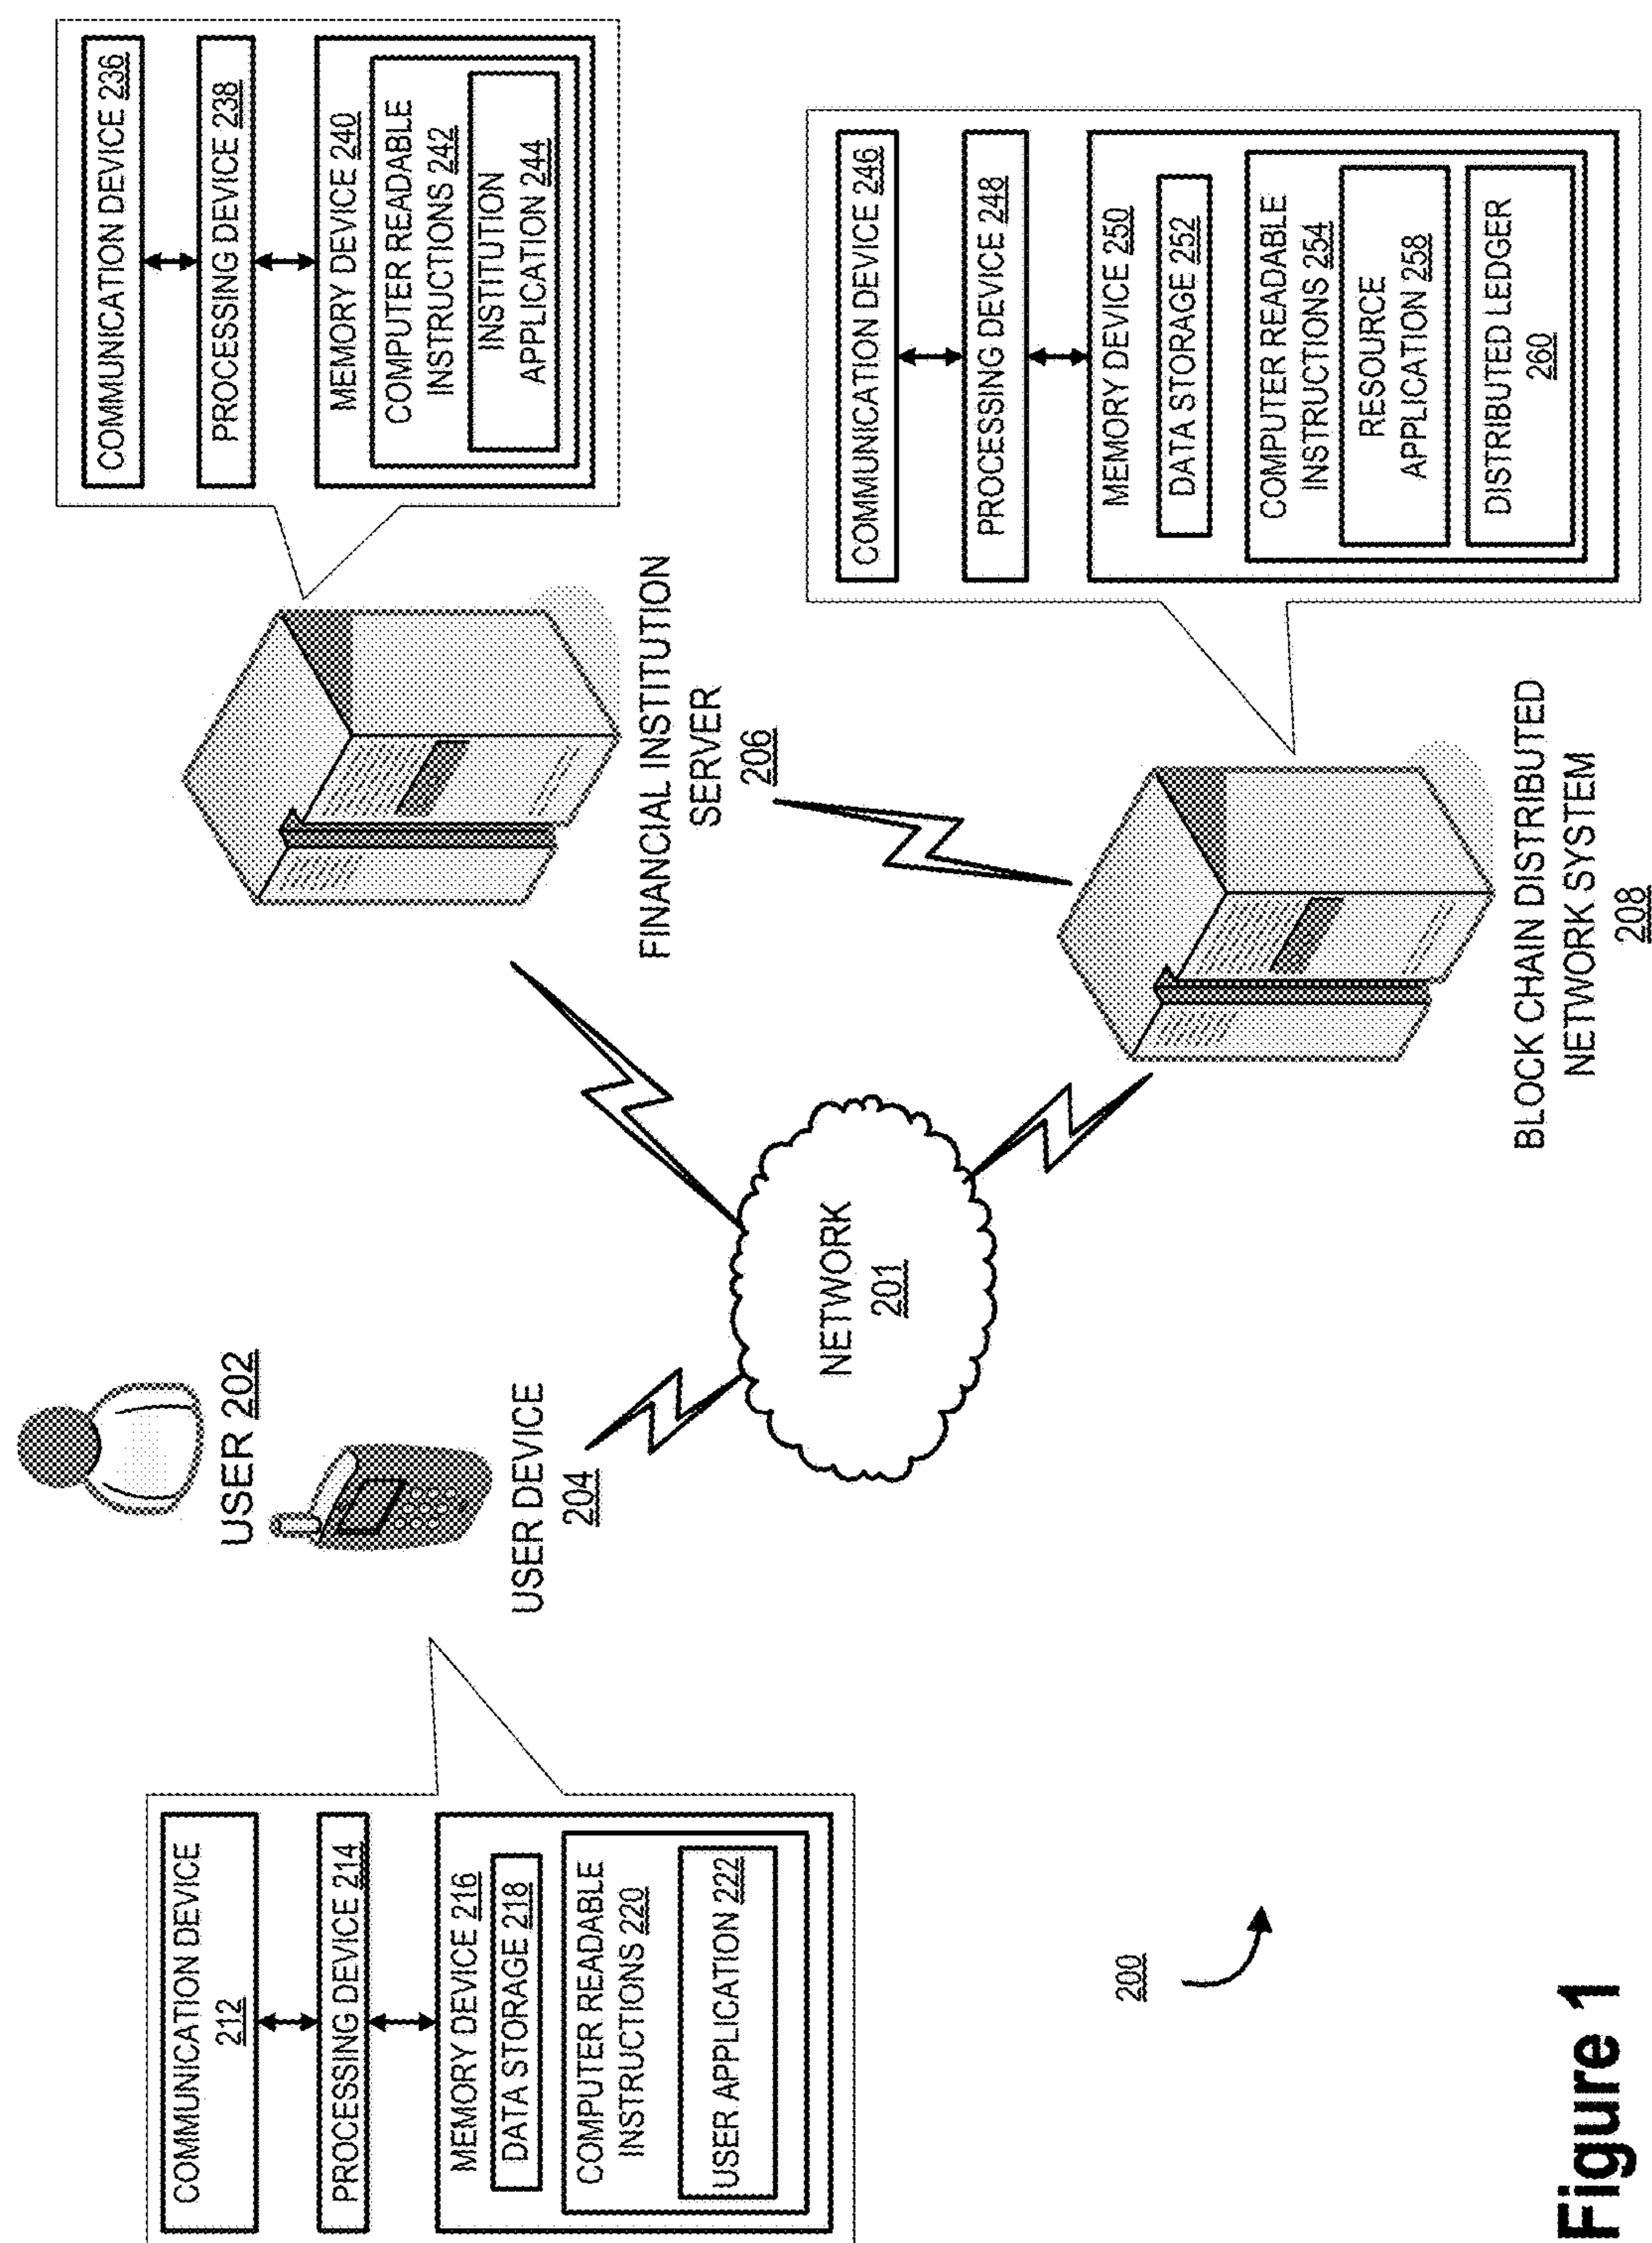 USER 202
USER DEVICE
204
COMMUNICATION DEVICE
212
PROCESSING DEVICE 214
MEMORY DEVICE 216
DATA STORAGE 218
COMPUTER READABLE
INSTRUCTIONS 220
USER APPLICATION 222
NETWORK
201
FINANCIAL INSTITUTION
SERVER
206
COMMUNICATION DEVICE 236
PROCESSING DEVICE 238
MEMORY DEVICE 240
COMPUTER READABLE
INSTRUCTIONS 242
INSTITUTION
APPLICATION 244
BLOCK CHAIN DISTRIBUTED
NETWORK SYSTEM
208
COMMUNICATION DEVICE 246
PROCESSING DEVICE 248
MEMORY DEVICE 250
DATA STORAGE 252
COMPUTER READABLE
INSTRUCTIONS 254
RESOURCE
APPLICATION 258
DISTRIBUTED LEDGER
260
200
Figure 1